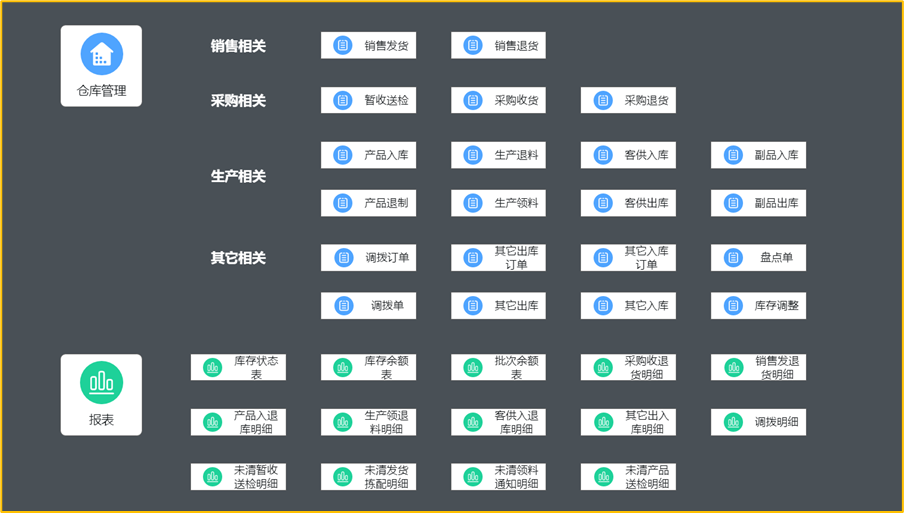 仓库管理
销售相关
销售发货
销售退货
采购相关
暂收送检
采购收货
采购退货
生产相关
产品入库
生产退料
客供入库
副品入库
产品退制
生产领料
客供出库
副品出库
其它相关
调拨订单
其它出库
订单
其它入库
订单
盘点单
调拨单
其它出库
其它入库
库存调整
报表
库存状态
表
库存余额
表
批次余额
表
采购收退
货明细
销售发退
货明细
产品入退
库明细
生产领退
料明细
客供入退
库明细
其它出入
库明细
调拨明细
未清暂收
送检明细
未清发货
拣配明细
未清领料
通知明细
未清产品
送检明细